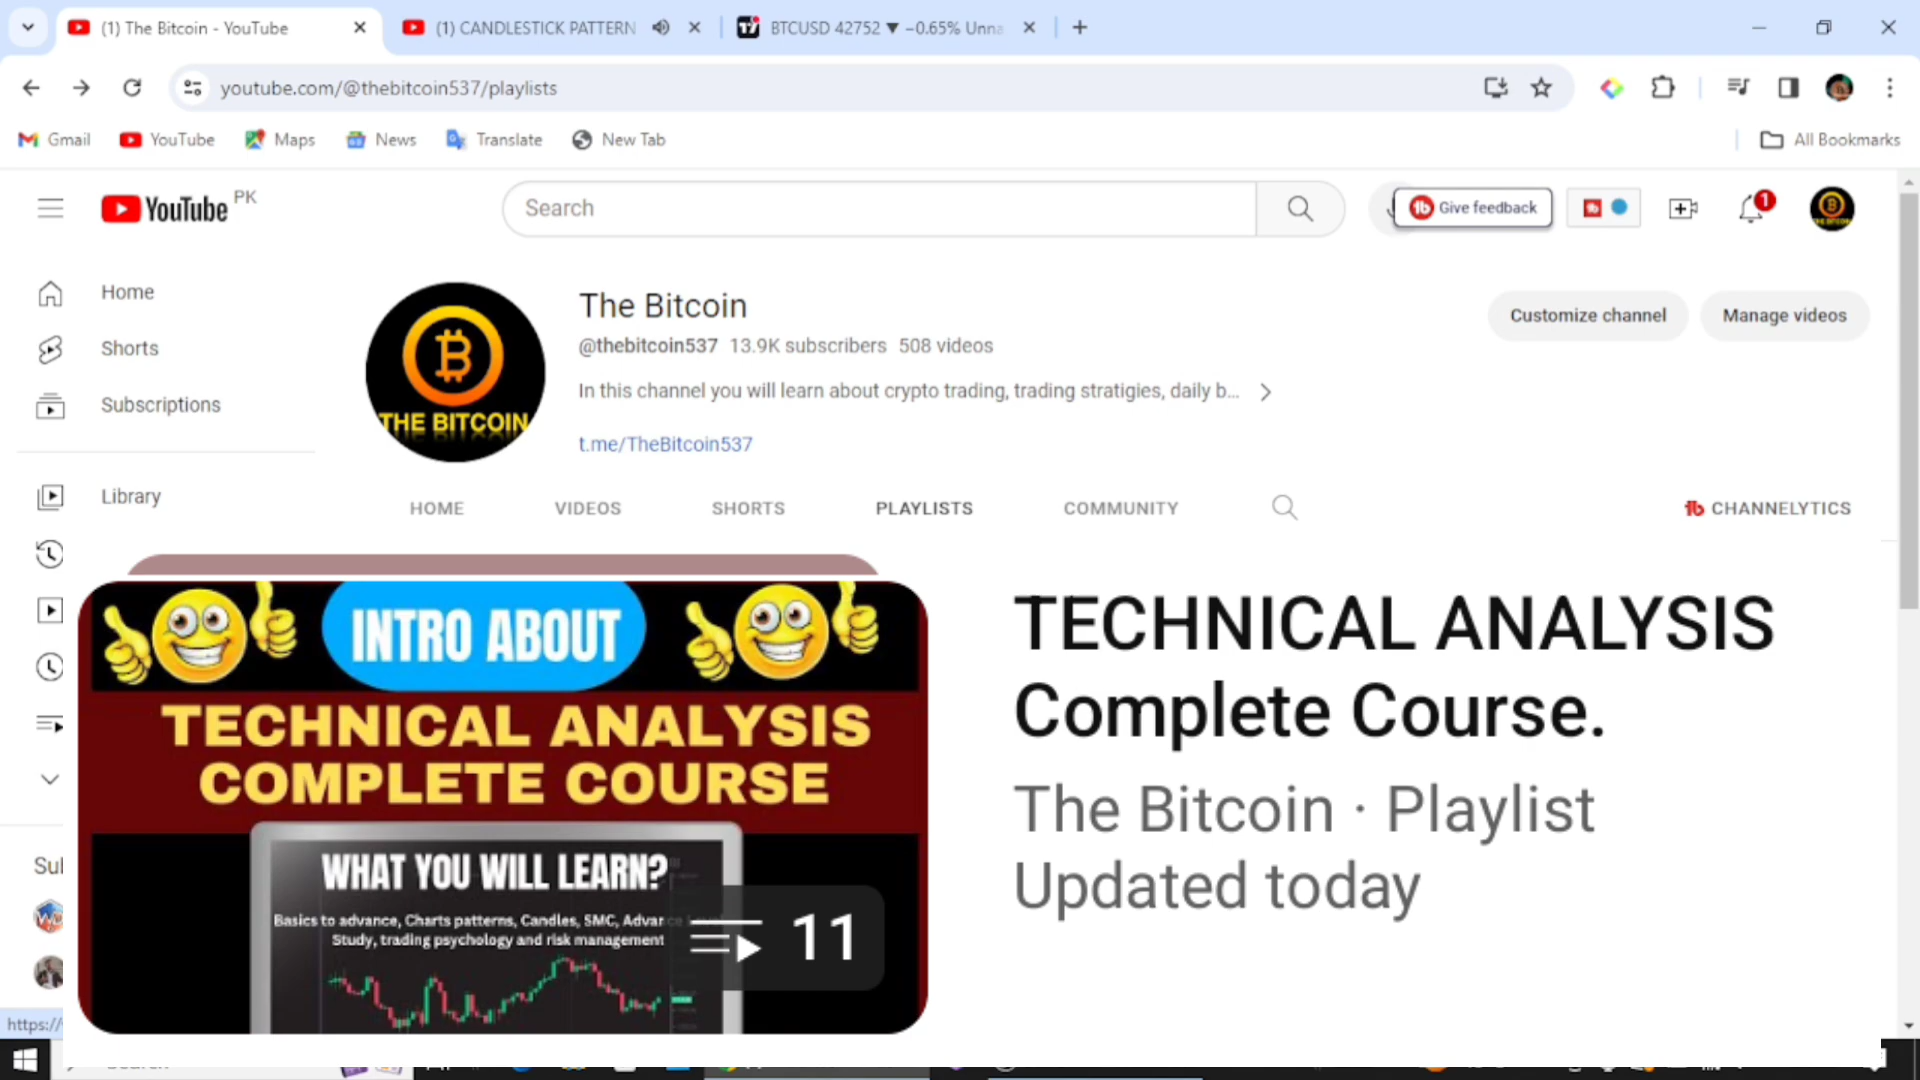 (1) The Bitcoin - YouTube
(1) CANDLESTICK PATTERN
BTCUSD 42752 ▼ −0.65% Unna
youtube.com/@thebitcoin537/playlists
Gmail
YouTube
Maps
News
Translate
New Tab
All Bookmarks
YouTube PK
Search
Give feedback
1
Home
Shorts
Subscriptions
Library
THE BITCOIN
The Bitcoin
@thebitcoin537 13.9K subscribers 508 videos
In this channel you will learn about crypto trading, trading stratigies, daily b...
t.me/TheBitcoin537
Customize channel
Manage videos
HOME
VIDEOS
SHORTS
PLAYLISTS
COMMUNITY
CHANNELYTICS
INTRO ABOUT
TECHNICAL ANALYSIS
COMPLETE COURSE
WHAT YOU WILL LEARN?
Basics to advance, Charts patterns, Candles, SMC,
Study, trading psychology and risk management
11
TECHNICAL ANALYSIS
Complete Course.
The Bitcoin · Playlist
Updated today
Sul
https://